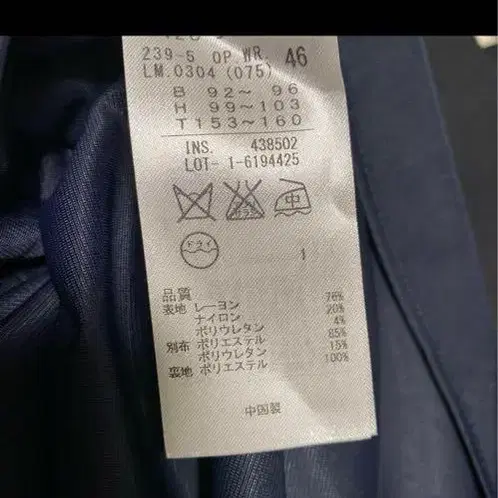 239-5 OP.WR. 46
LM.0304 (075)
B 92～ 96
H 99～103
T 153～160
INS. 438502
LOT- 1-6194425
中
ドライ
1
品質
表地 レーヨン 76%
ナイロン 20%
ポリウレタン 4%
別布 ポリエステル 85%
ポリウレタン 15%
裏地 ポリエステル 100%
中国製